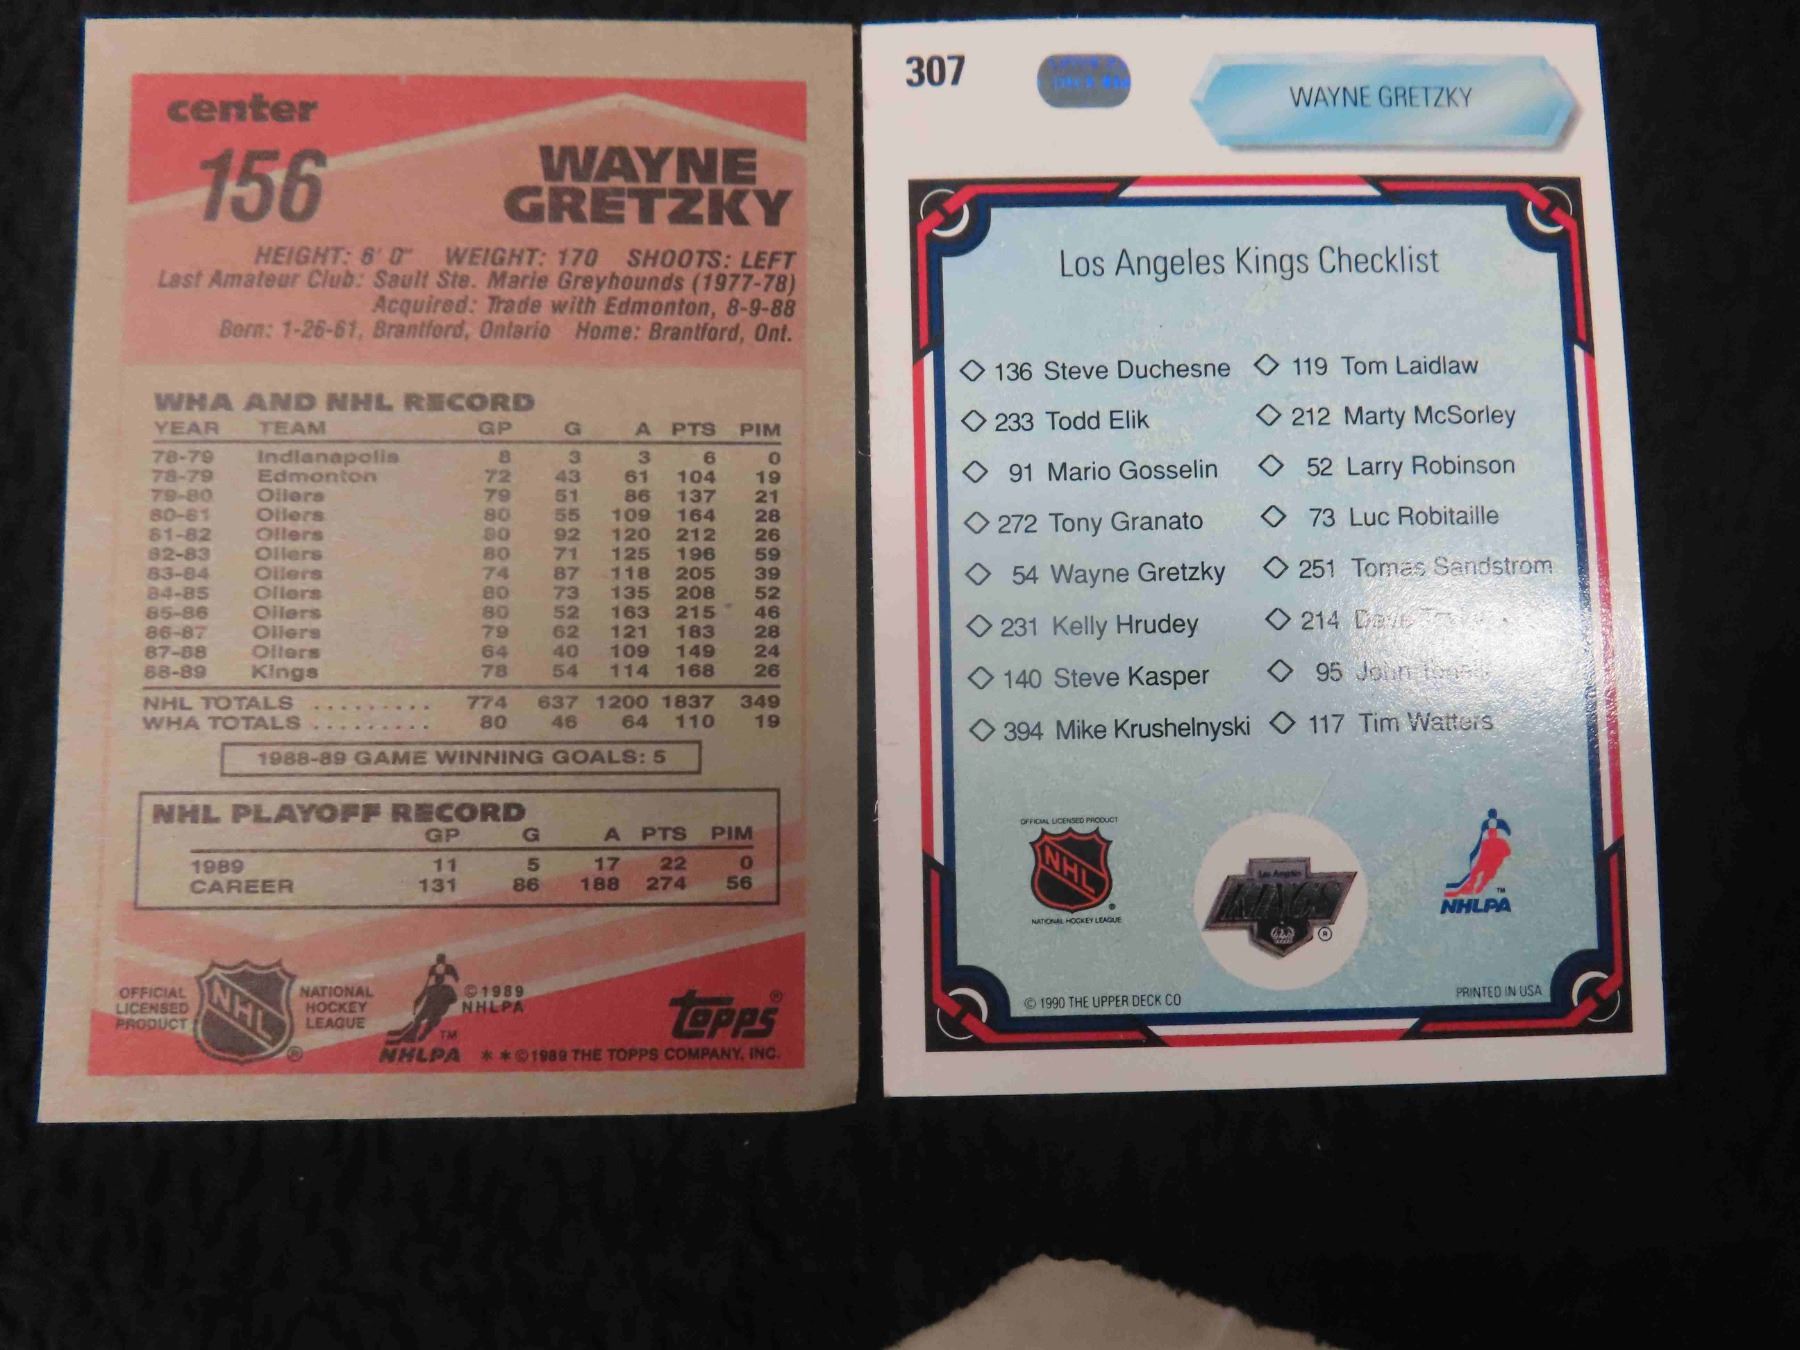 center
156
WAYNE
GRETZKY
HEIGHT: 6' 0" WEIGHT: 170 SHOOTS: LEFT
Last Amateur Club: Sault Ste. Marie Greyhounds (1977-78)
Acquired: Trade with Edmonton, 8-9-88
Born: 1-26-61, Brantford, Ontario Home: Brantford, Ont.
WHA AND NHL RECORD
YEAR TEAM GP G A PTS PIM
78-79 Indianapolis 8 3 3 6 0
78-79 Edmonton 72 43 61 104 19
79-80 Oilers 79 51 86 137 21
80-81 Oilers 80 55 109 164 28
81-82 Oilers 80 92 120 212 26
82-83 Oilers 80 71 125 196 59
83-84 Oilers 74 87 118 205 39
84-85 Oilers 80 73 135 208 52
85-86 Oilers 80 52 163 215 46
86-87 Oilers 79 62 121 183 28
87-88 Oilers 64 40 109 149 24
88-89 Kings 78 54 114 168 26
NHL TOTALS ......... 774 637 1200 1837 349
WHA TOTALS ......... 80 46 64 110 19
1988-89 GAME WINNING GOALS: 5
NHL PLAYOFF RECORD
GP G A PTS PIM
1989 11 5 17 22 0
CAREER 131 86 188 274 56
OFFICIAL
LICENSED
PRODUCT
NHL
®
NATIONAL
HOCKEY
LEAGUE
©1989
NHLPA
TM
NHLPA
topps®
* * ©1989 THE TOPPS COMPANY, INC.
307
WAYNE GRETZKY
Los Angeles Kings Checklist
136 Steve Duchesne
233 Todd Elik
91 Mario Gosselin
272 Tony Granato
54 Wayne Gretzky
231 Kelly Hrudey
140 Steve Kasper
394 Mike Krushelnyski
119 Tom Laidlaw
212 Marty McSorley
52 Larry Robinson
73 Luc Robitaille
251 Tomas Sandstrom
214 Dave
95 John
117 Tim Watters
OFFICIAL LICENSED PRODUCT
NHL
®
NATIONAL HOCKEY LEAGUE
Los Angeles
KINGS
®
TM
NHLPA
© 1990 THE UPPER DECK CO
PRINTED IN USA